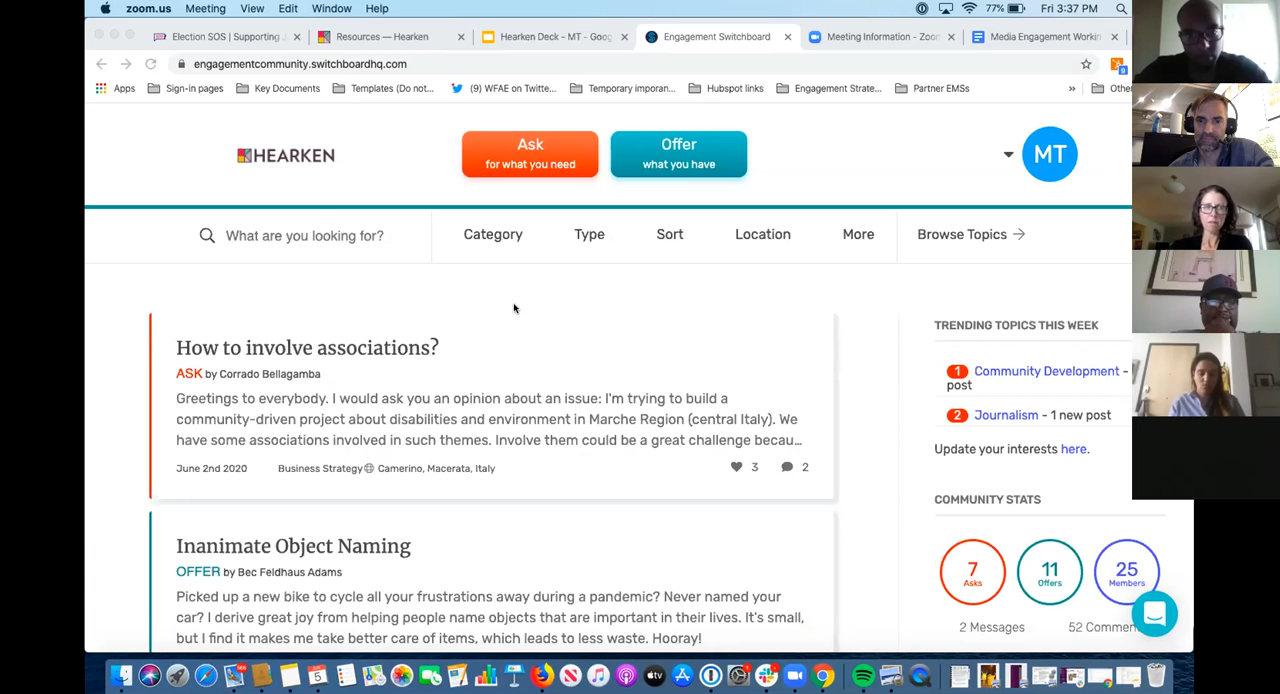 zoom.us Meeting View Edit Window Help 77% Fri 3:37 PM
Election SOS | Supporting J Resources — Hearken Hearken Deck - MT - Goog Engagement Switchboard Meeting Information - Zoom Media Engagement Workin
engagementcommunity.switchboardhq.com
9
Apps Sign-in pages Key Documents Templates (Do not... (9) WFAE on Twitte... Temporary imporan... Hubspot links Engagement Strate... Partner EMSs » Other
HEARKEN
Ask
for what you need
Offer
what you have
MT
What are you looking for? Category Type Sort Location More Browse Topics →
How to involve associations?
ASK by Corrado Bellagamba
Greetings to everybody. I would ask you an opinion about an issue: I'm trying to build a
community-driven project about disabilities and environment in Marche Region (central Italy). We
have some associations involved in such themes. Involve them could be a great challenge becau...
June 2nd 2020 Business Strategy Camerino, Macerata, Italy 3 2
Inanimate Object Naming
OFFER by Bec Feldhaus Adams
Picked up a new bike to cycle all your frustrations away during a pandemic? Never named your
car? I derive great joy from helping people name objects that are important in their lives. It's small,
but I find it makes me take better care of items, which leads to less waste. Hooray!
TRENDING TOPICS THIS WEEK
1 Community Development -
post
2 Journalism - 1 new post
Update your interests here.
COMMUNITY STATS
7
Asks
11
Offers
25
Members
2 Messages 52 Commen